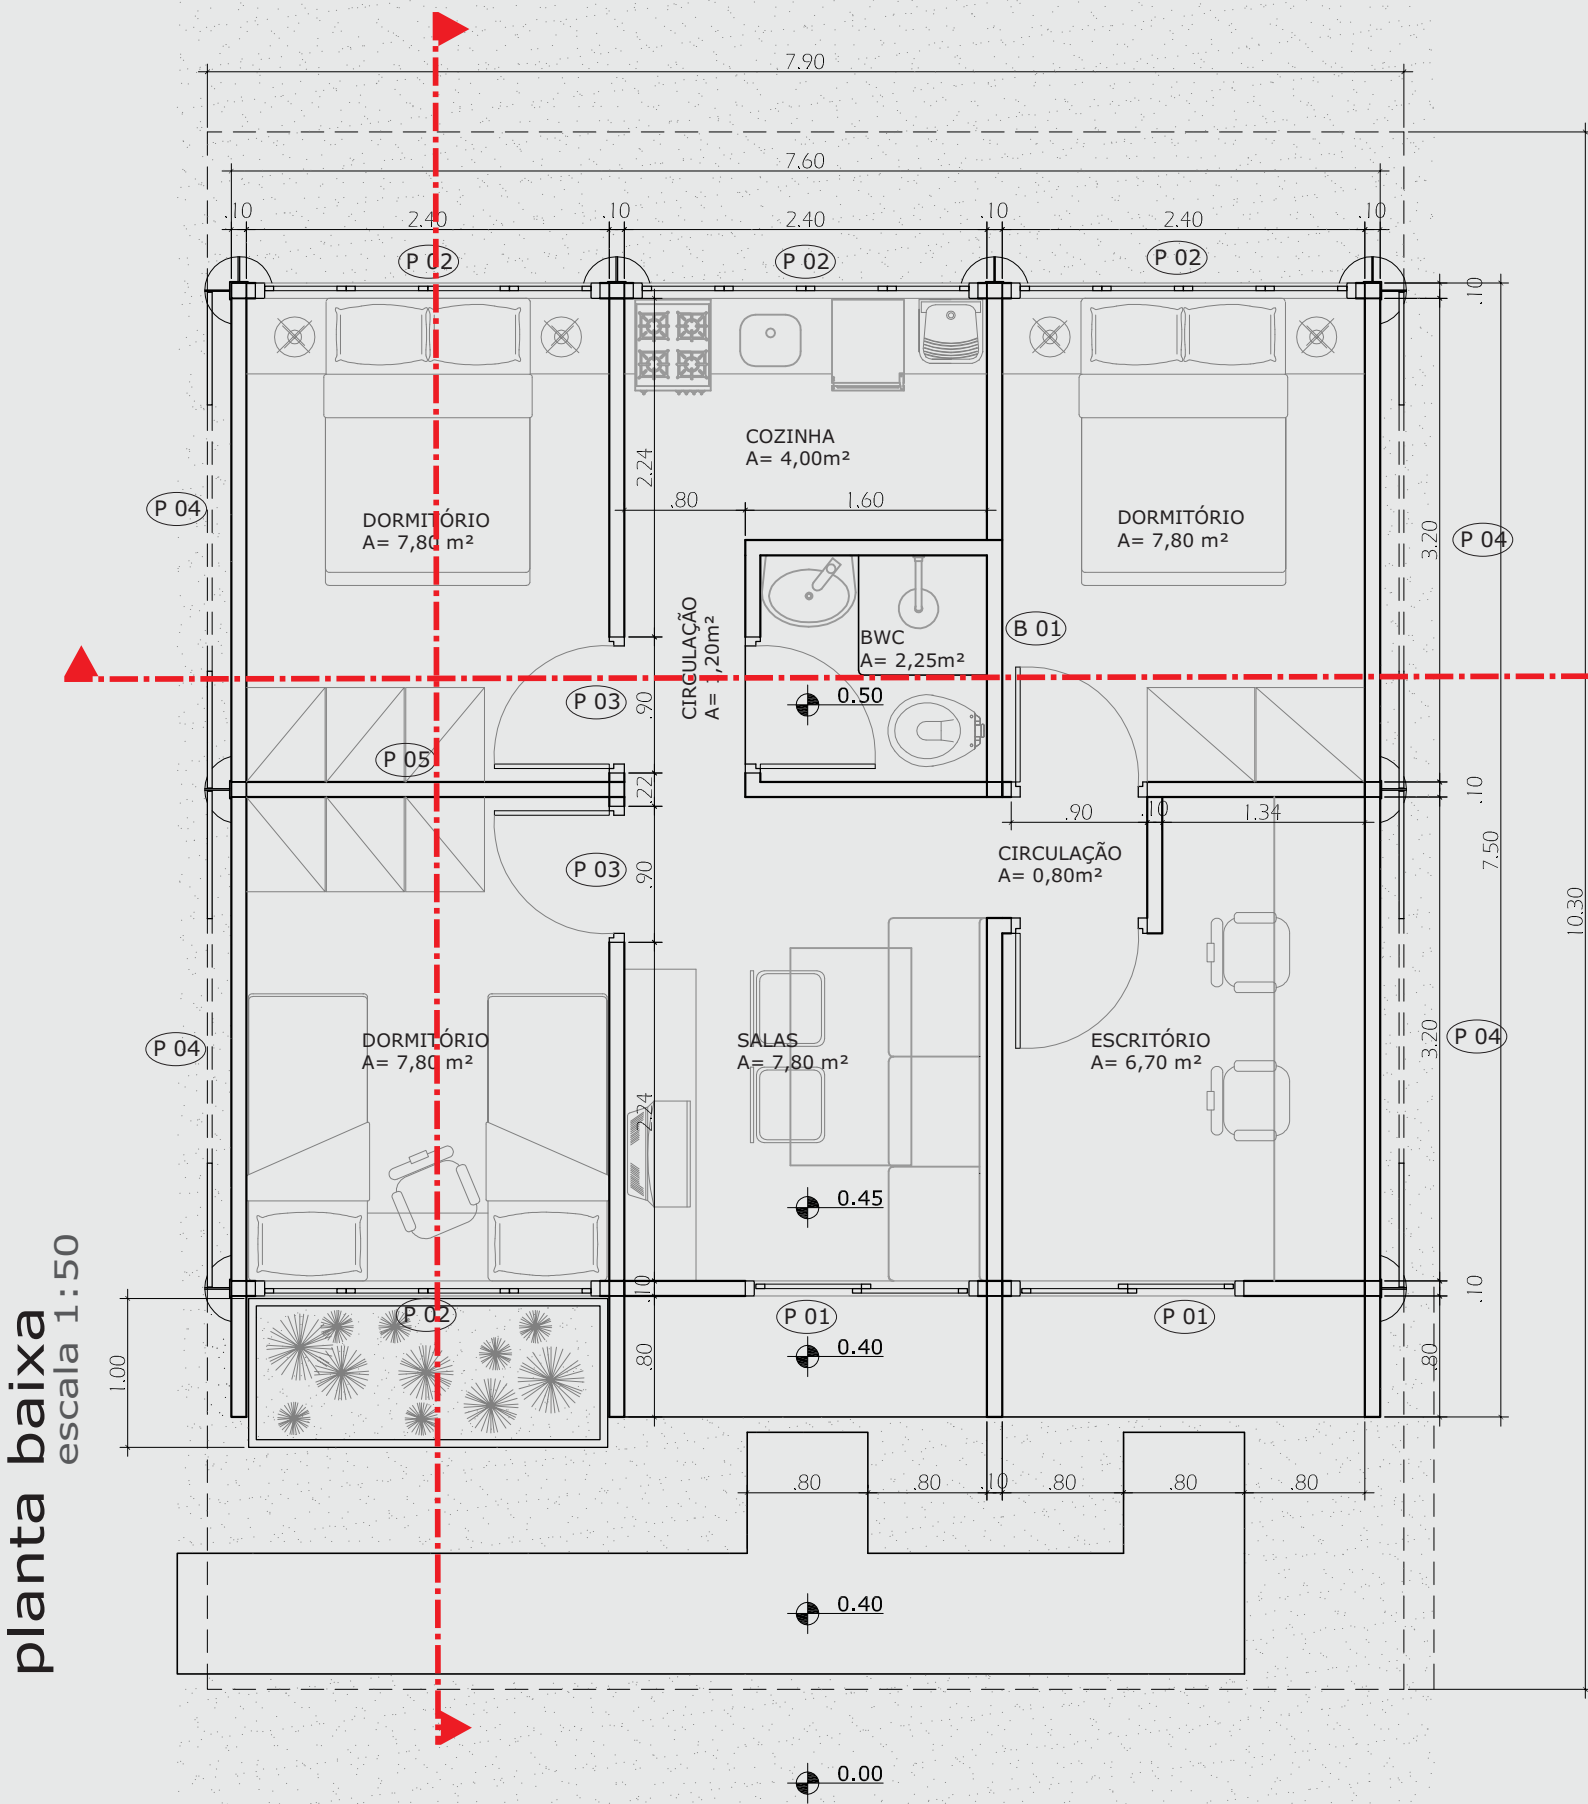 7.90
7.60
.10
2.40
.10
2.40
.10
2.40
.10
P 02
P 02
P 02
.10
COZINHA
A= 4,00m²
2.24
.80
1.60
P 04
DORMITÓRIO
A= 7,80 m²
DORMITÓRIO
A= 7,80 m²
3.20
P 04
CIRCULAÇÃO
BWC
A= 2,25m²
B 01
0.50
P 03
.90
P 05
.22
.10
.90
.10
1.34
7.50
CIRCULAÇÃO
A= 0,80m²
P 03
.90
10.30
P 04
DORMITÓRIO
A= 7,80 m²
SALAS
A= 7,80 m²
ESCRITÓRIO
A= 6,70 m²
3.20
P 04
2.24
0.45
.10
.10
P 02
P 01
P 01
0.40
1.00
.80
.80
.80
.80
.10
.80
.80
.80
0.40
0.00
planta baixa
escala 1:50